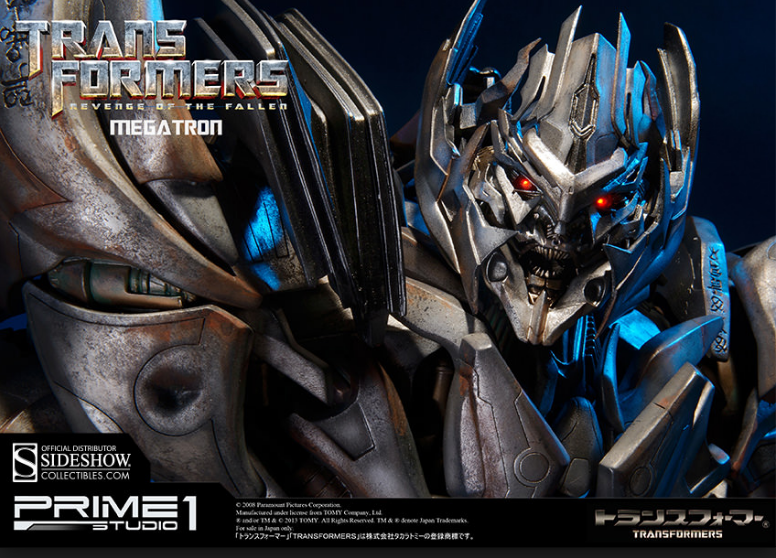 TRANS
FORMERS
REVENGE OF THE FALLEN
MEGATRON
OFFICIAL DISTRIBUTOR
S SIDESHOW
COLLECTIBLES.COM
PRIME 1
STUDIO
© 2008 Paramount Pictures Corporation.
Manufactured under license from TOMY Company, Ltd.
® and/or TM & © 2013 TOMY. All Rights Reserved. TM & ® denote Japan Trademarks.
For sale in Japan only.
「トランスフォーマー」「TRANSFORMERS」は株式会社タカラトミーの登録商標です。
トランスフォーマー®
TRANSFORMERS